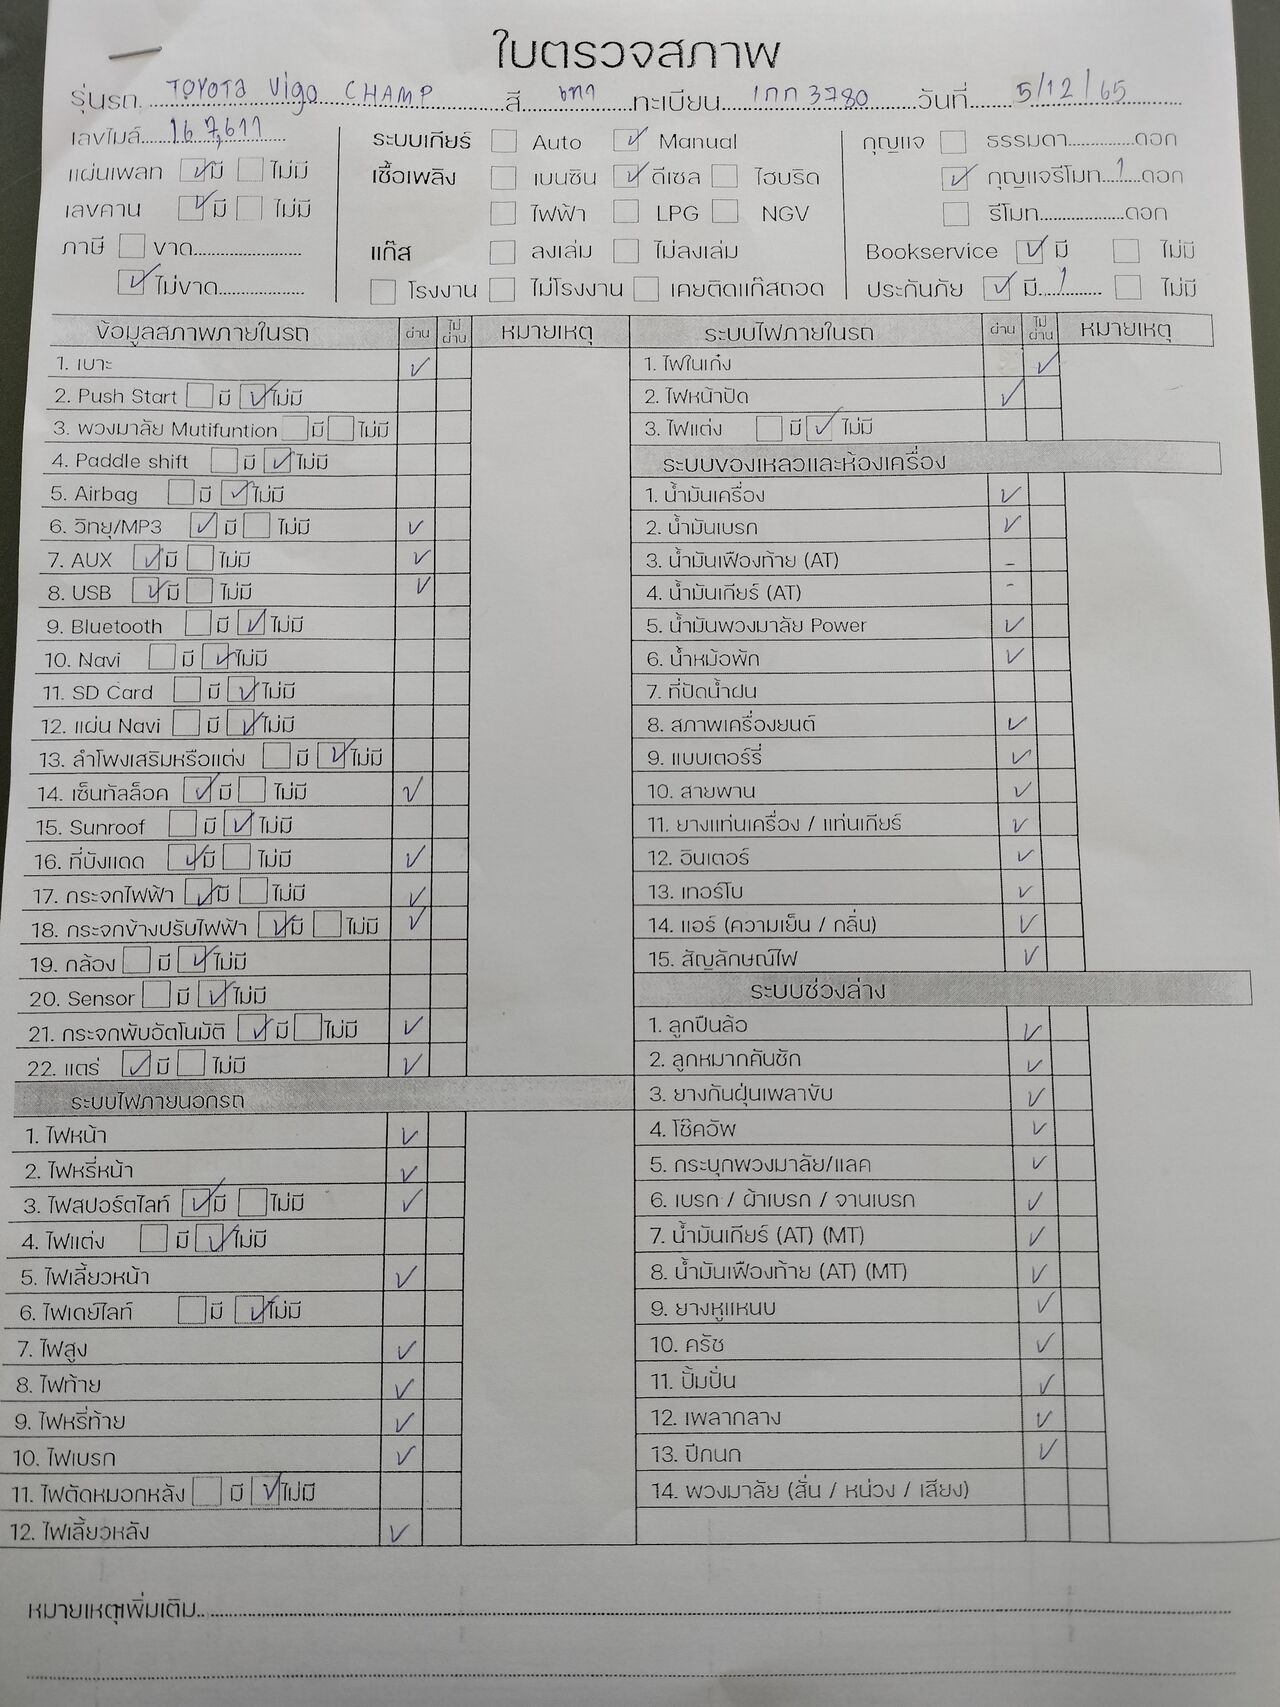 ใบตรวจสภาพ
รุ่นรถ. TOYOTA Vigo CHAMP สี เทา ทะเบียน 1กก 3780 วันที่ 5/12/65
เลขไมล์ 167,611 ระบบเกียร์ ☐ Auto ☑ Manual กุญแจ ☐ ธรรมดา ดอก
แผ่นเพลท ☑ มี ☐ ไม่มี เชื้อเพลิง ☐ เบนซิน ☑ ดีเซล ☐ ไฮบริด ☑ กุญแจรีโมท 1 ดอก
เลขคาน ☑ มี ☐ ไม่มี ☐ ไฟฟ้า ☐ LPG ☐ NGV ☐ รีโมท ดอก
ภาษี ☐ ขาด แก๊ส ☐ ลงเล่ม ☐ ไม่ลงเล่ม Bookservice ☑ มี ☐ ไม่มี
☑ ไม่ขาด ☐ โรงงาน ☐ ไม่โรงงาน ☐ เคยติดแก๊สถอด ประกันภัย ☑ มี 1 ☐ ไม่มี
ข้อมูลสภาพภายในรถ ผ่าน ไม่ผ่าน หมายเหตุ
1. เบาะ ✓
2. Push Start ☐ มี ☑ ไม่มี
3. พวงมาลัย Mutifuntion ☐ มี ☐ ไม่มี
4. Paddle shift ☐ มี ☑ ไม่มี
5. Airbag ☐ มี ☑ ไม่มี
6. วิทยุ/MP3 ☑ มี ☐ ไม่มี ✓
7. AUX ☑ มี ☐ ไม่มี ✓
8. USB ☑ มี ☐ ไม่มี ✓
9. Bluetooth ☐ มี ☑ ไม่มี
10. Navi ☐ มี ☑ ไม่มี
11. SD Card ☐ มี ☑ ไม่มี
12. แผ่น Navi ☐ มี ☑ ไม่มี
13. ลำโพงเสริมหรือแต่ง ☐ มี ☑ ไม่มี
14. เซ็นทัลล็อค ☑ มี ☐ ไม่มี ✓
15. Sunroof ☐ มี ☑ ไม่มี
16. ที่บังแดด ☑ มี ☐ ไม่มี ✓
17. กระจกไฟฟ้า ☑ มี ☐ ไม่มี ✓
18. กระจกข้างปรับไฟฟ้า ☑ มี ☐ ไม่มี ✓
19. กล้อง ☐ มี ☑ ไม่มี
20. Sensor ☐ มี ☑ ไม่มี
21. กระจกพับอัตโนมัติ ☑ มี ☐ ไม่มี ✓
22. แตร่ ☑ มี ☐ ไม่มี ✓
ระบบไฟภายนอกรถ
1. ไฟหน้า ✓
2. ไฟหรี่หน้า ✓
3. ไฟสปอร์ตไลท์ ☑ มี ☐ ไม่มี ✓
4. ไฟแต่ง ☐ มี ☑ ไม่มี
5. ไฟเลี้ยวหน้า ✓
6. ไฟเดย์ไลท์ ☐ มี ☑ ไม่มี
7. ไฟสูง ✓
8. ไฟท้าย ✓
9. ไฟหรี่ท้าย ✓
10. ไฟเบรก ✓
11. ไฟตัดหมอกหลัง ☐ มี ☑ ไม่มี
12. ไฟเลี้ยวหลัง ✓
ระบบไฟภายในรถ ผ่าน ไม่ผ่าน หมายเหตุ
1. ไฟในเก๋ง ✓
2. ไฟหน้าปัด ✓
3. ไฟแต่ง ☐ มี ☑ ไม่มี
ระบบของเหลวและห้องเครื่อง
1. น้ำมันเครื่อง ✓
2. น้ำมันเบรก ✓
3. น้ำมันเฟืองท้าย (AT) -
4. น้ำมันเกียร์ (AT) -
5. น้ำมันพวงมาลัย Power ✓
6. น้ำหม้อพัก ✓
7. ที่ปัดน้ำฝน
8. สภาพเครื่องยนต์ ✓
9. แบบเตอร์รี่ ✓
10. สายพาน ✓
11. ยางแท่นเครื่อง / แท่นเกียร์ ✓
12. อินเตอร์ ✓
13. เทอร์โบ ✓
14. แอร์ (ความเย็น / กลิ่น) ✓
15. สัญลักษณ์ไฟ ✓
ระบบช่วงล่าง
1. ลูกปืนล้อ ✓
2. ลูกหมากคันชัก ✓
3. ยางกันฝุ่นเพลาขับ ✓
4. โช๊คอัพ ✓
5. กระบุกพวงมาลัย/แลค ✓
6. เบรก / ผ้าเบรก / จานเบรก ✓
7. น้ำมันเกียร์ (AT) (MT) ✓
8. น้ำมันเฟืองท้าย (AT) (MT) ✓
9. ยางหูแหนบ ✓
10. ครัช ✓
11. ปั้มปั่น ✓
12. เพลากลาง ✓
13. ปีกนก ✓
14. พวงมาลัย (สั่น / หน่วง / เสียง)
หมายเหตุเพิ่มเติม